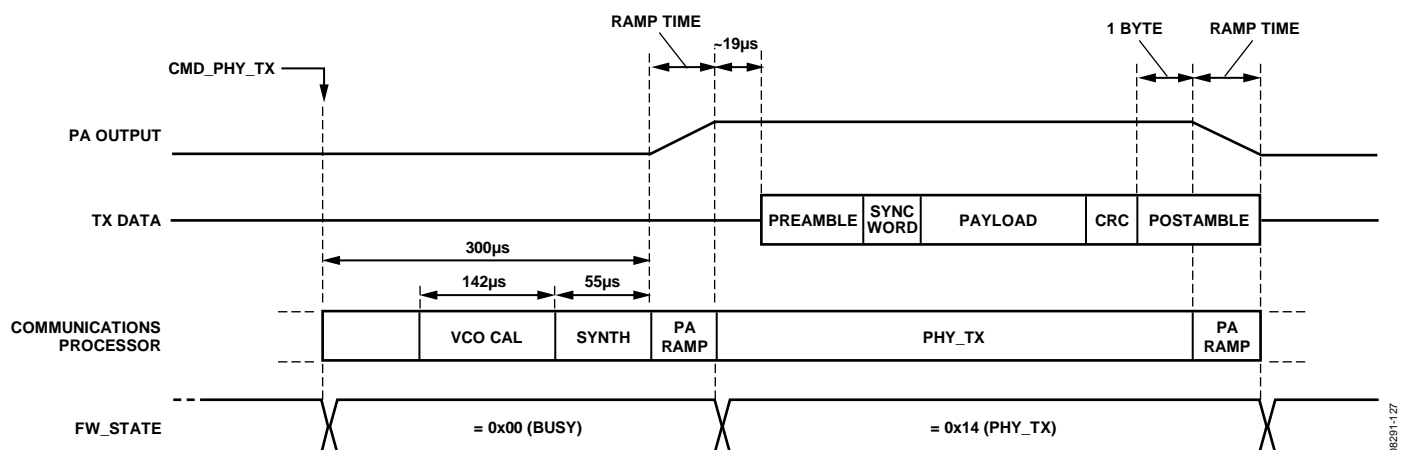 RAMP TIME
~19µs
1 BYTE
RAMP TIME
CMD_PHY_TX
PA OUTPUT
TX DATA
PREAMBLE
SYNC
WORD
PAYLOAD
CRC
POSTAMBLE
300µs
142µs
55µs
COMMUNICATIONS
PROCESSOR
VCO CAL
SYNTH
PA
RAMP
PHY_TX
PA
RAMP
FW_STATE
= 0x00 (BUSY)
= 0x14 (PHY_TX)
08291-127